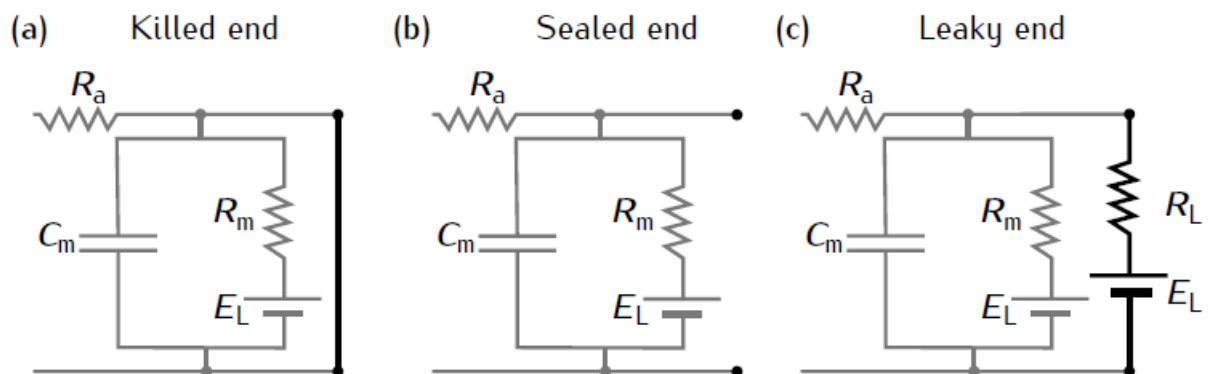 (a) Killed end (b) Sealed end (c) Leaky end
Ra Ra Ra
Rm Rm Rm RL
Cm Cm Cm
EL EL EL EL